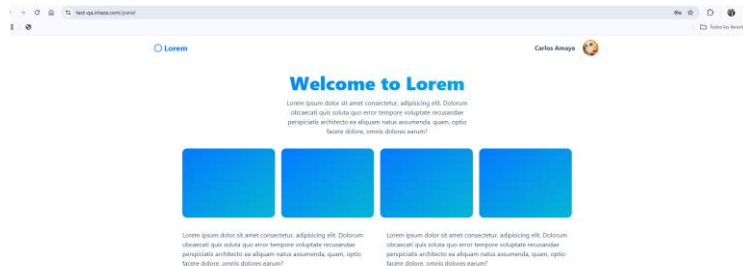 test-qa.inlaze.com/panel
Todos los favori
Lorem
Carlos Amaya
Welcome to Lorem
Lorem ipsum dolor sit amet consectetur, adipisicing elit. Dolorum
obcaecati quis soluta quo error tempore voluptate recusandae
perspiciatis architecto ea aliquam natus assumenda, quam, optio
facere dolore, omnis dolores earum?
Lorem ipsum dolor sit amet consectetur, adipisicing elit. Dolorum
obcaecati quis soluta quo error tempore voluptate recusandae
perspiciatis architecto ea aliquam natus assumenda, quam, optio
facere dolore, omnis dolores earum?
Lorem ipsum dolor sit amet consectetur, adipisicing elit. Dolorum
obcaecati quis soluta quo error tempore voluptate recusandae
perspiciatis architecto ea aliquam natus assumenda, quam, optio
facere dolore, omnis dolores earum?